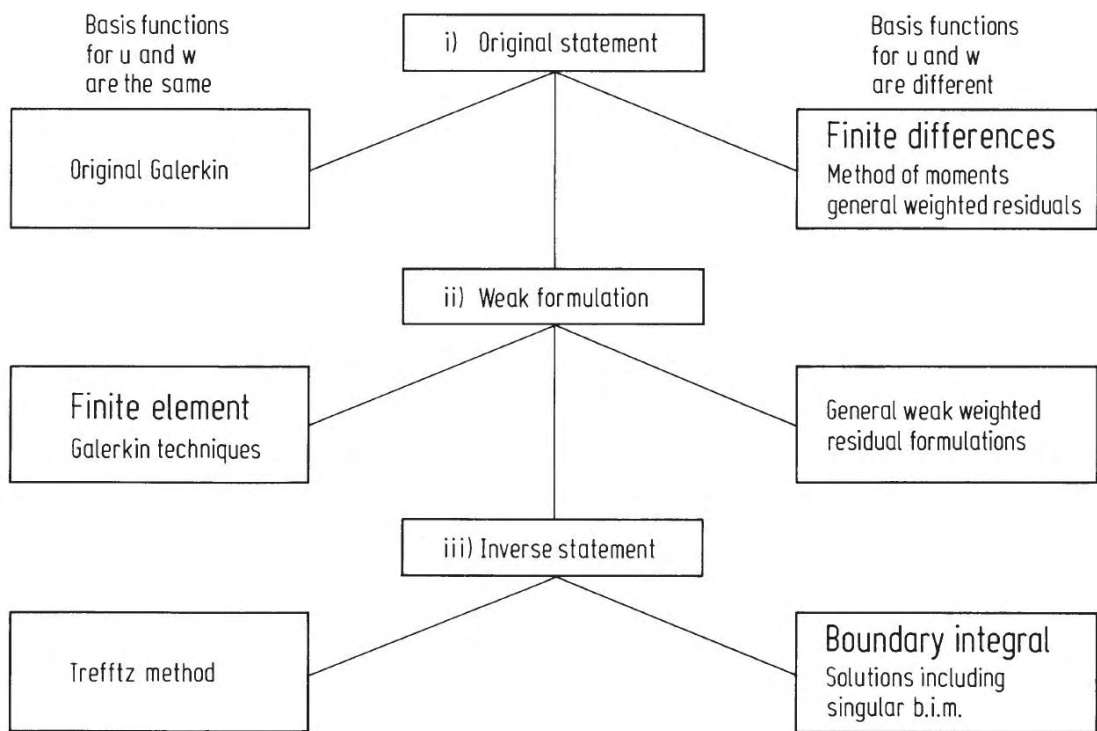 Basis functions
for u and w
are the same
i) Original statement
Basis functions
for u and w
are different
Original Galerkin
Finite differences
Method of moments
general weighted residuals
ii) Weak formulation
Finite element
Galerkin techniques
General weak weighted
residual formulations
iii) Inverse statement
Trefftz method
Boundary integral
Solutions including
singular b.i.m.